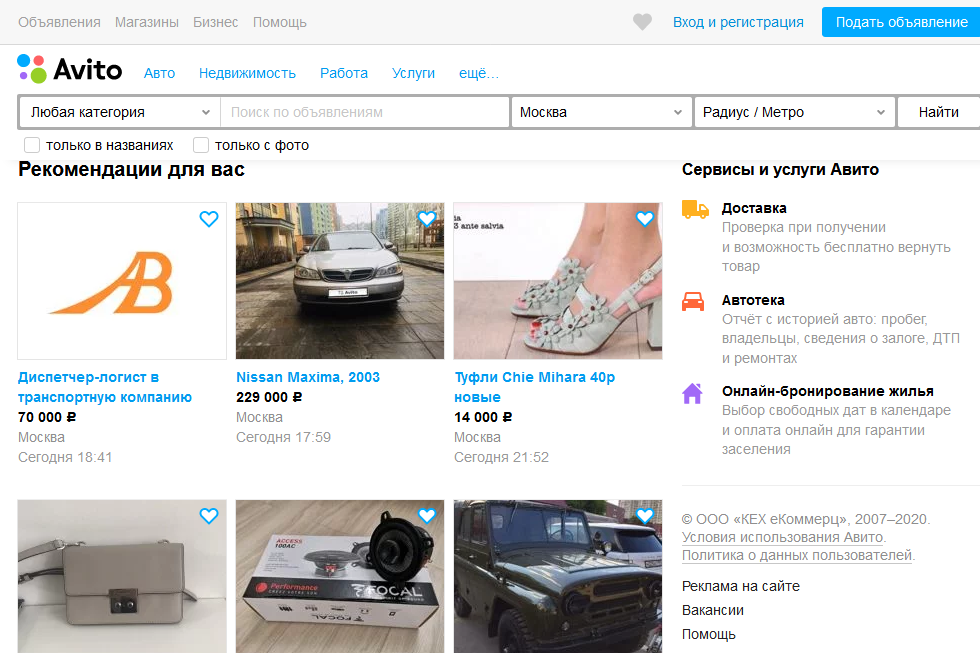 Объявления Магазины Бизнес Помощь
Вход и регистрация
Подать объявление
Avito
Авто Недвижимость Работа Услуги ещё...
Любая категория
Поиск по объявлениям
Москва
Радиус / Метро
Найти
только в названиях
только с фото
Рекомендации для вас
АВ
Avito
ia
3 ante salvia
Диспетчер-логист в
транспортную компанию
70 000 ₽
Москва
Сегодня 18:41
Nissan Maxima, 2003
229 000 ₽
Москва
Сегодня 17:59
Туфли Chie Mihara 40р
новые
14 000 ₽
Москва
Сегодня 21:52
ACCESS
100AC
Performance
FOCAL
FOCAL
Сервисы и услуги Авито
Доставка
Проверка при получении
и возможность бесплатно вернуть
товар
Автотека
Отчёт с историей авто: пробег,
владельцы, сведения о залоге, ДТП
и ремонтах
Онлайн-бронирование жилья
Выбор свободных дат в календаре
и оплата онлайн для гарантии
заселения
© ООО «КЕХ еКоммерц», 2007–2020.
Условия использования Авито.
Политика о данных пользователей.
Реклама на сайте
Вакансии
Помощь